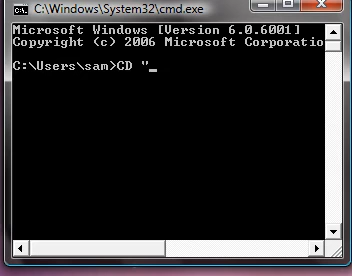 C:\Windows\System32\cmd.exe
Microsoft Windows [Version 6.0.6001]
Copyright (c) 2006 Microsoft Corporatio
C:\Users\sam>CD "_